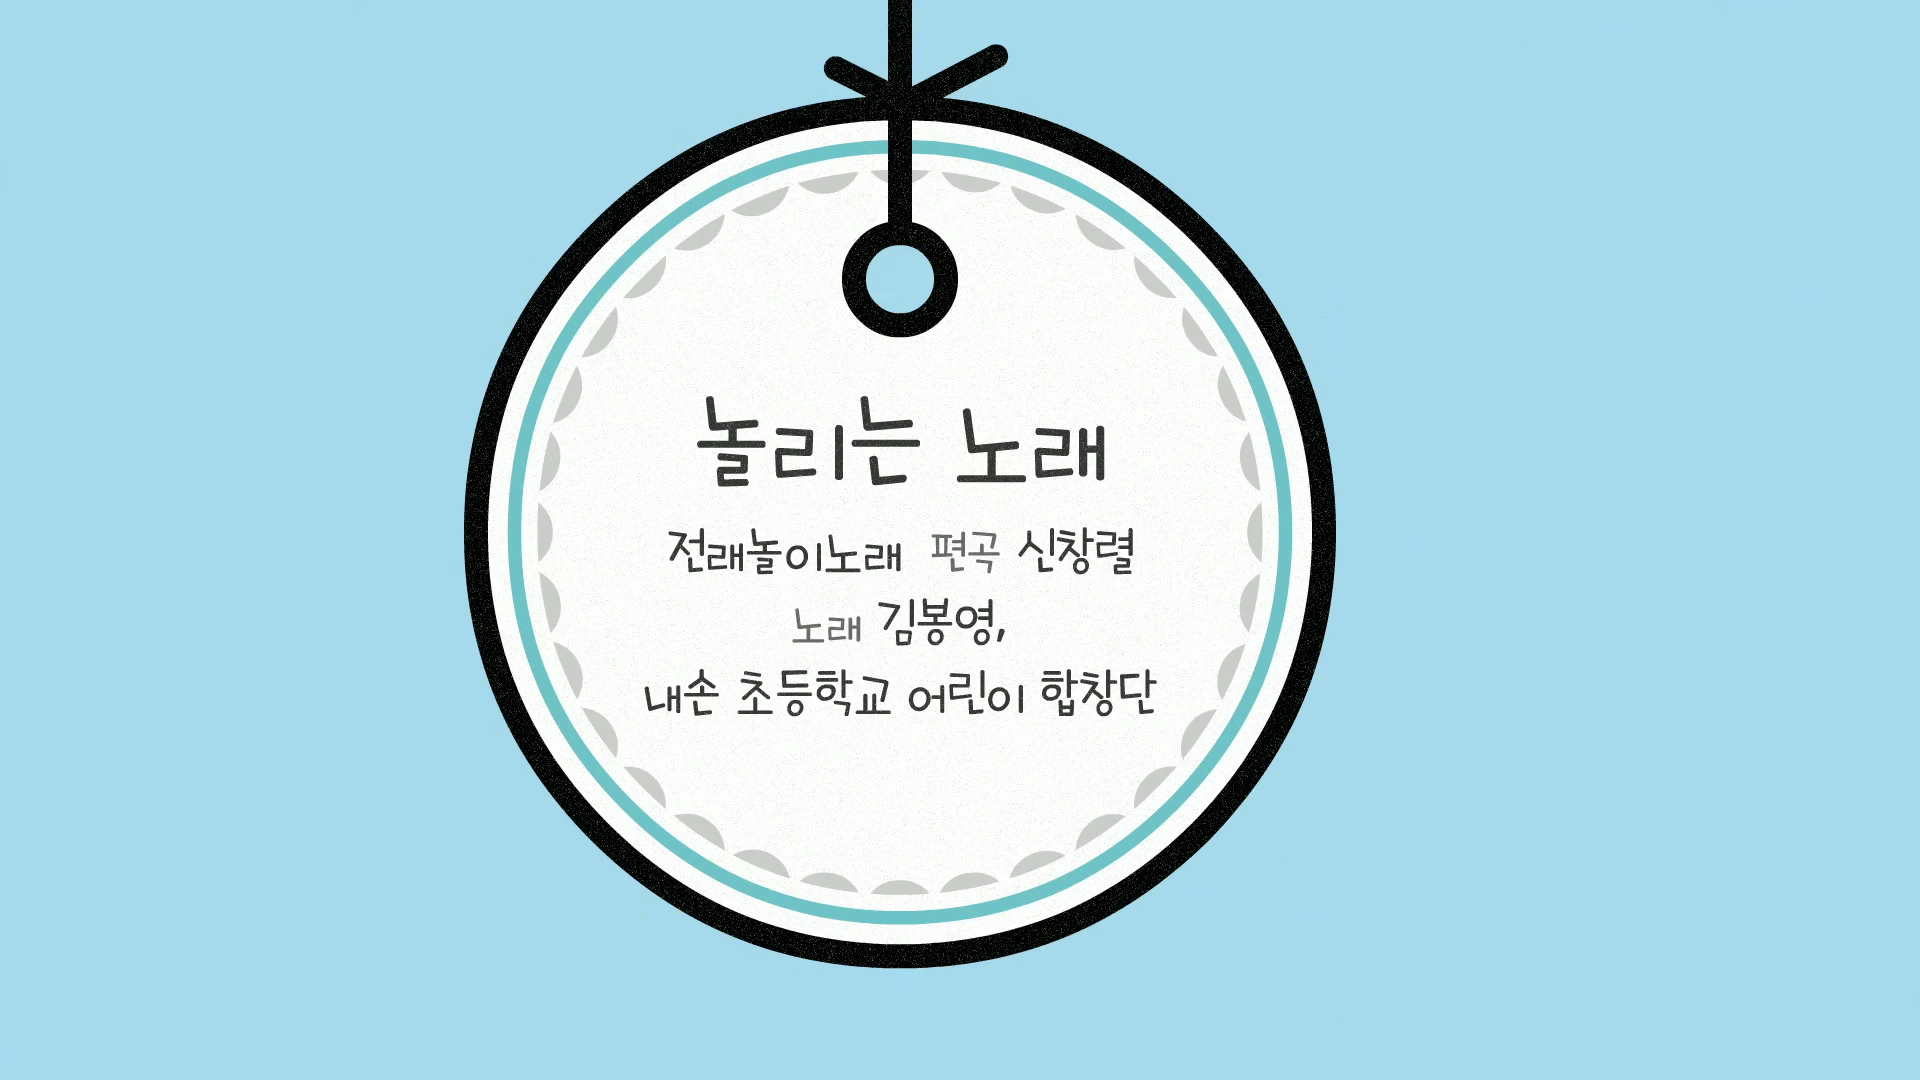 놀리는 노래
전래놀이노래 편곡 신창렬
노래 김봉영,
내손 초등학교 어린이 합창단